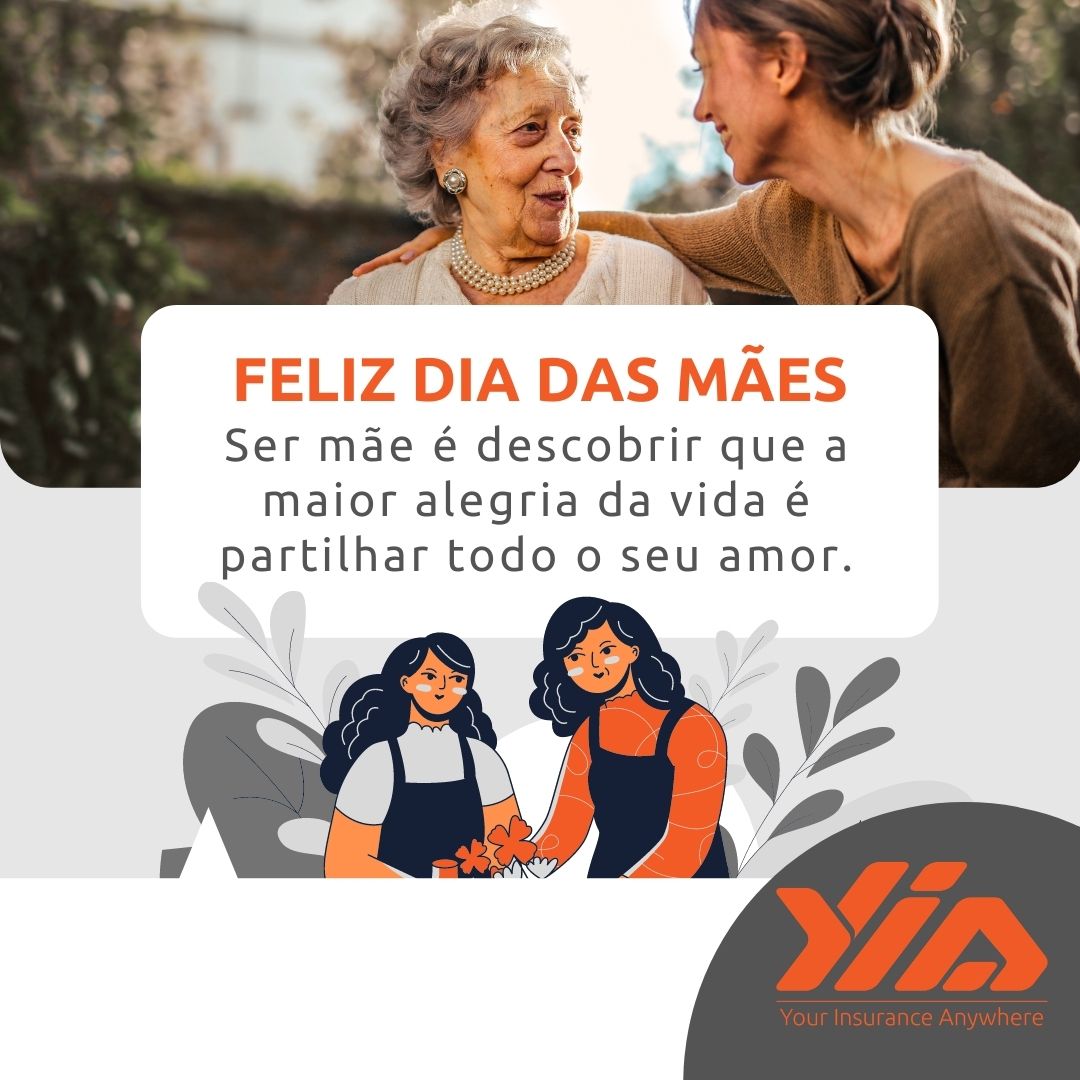 FELIZ DIA DAS MÃES
Ser mãe é descobrir que a
maior alegria da vida é
partilhar todo o seu amor.
YIA
Your Insurance Anywhere